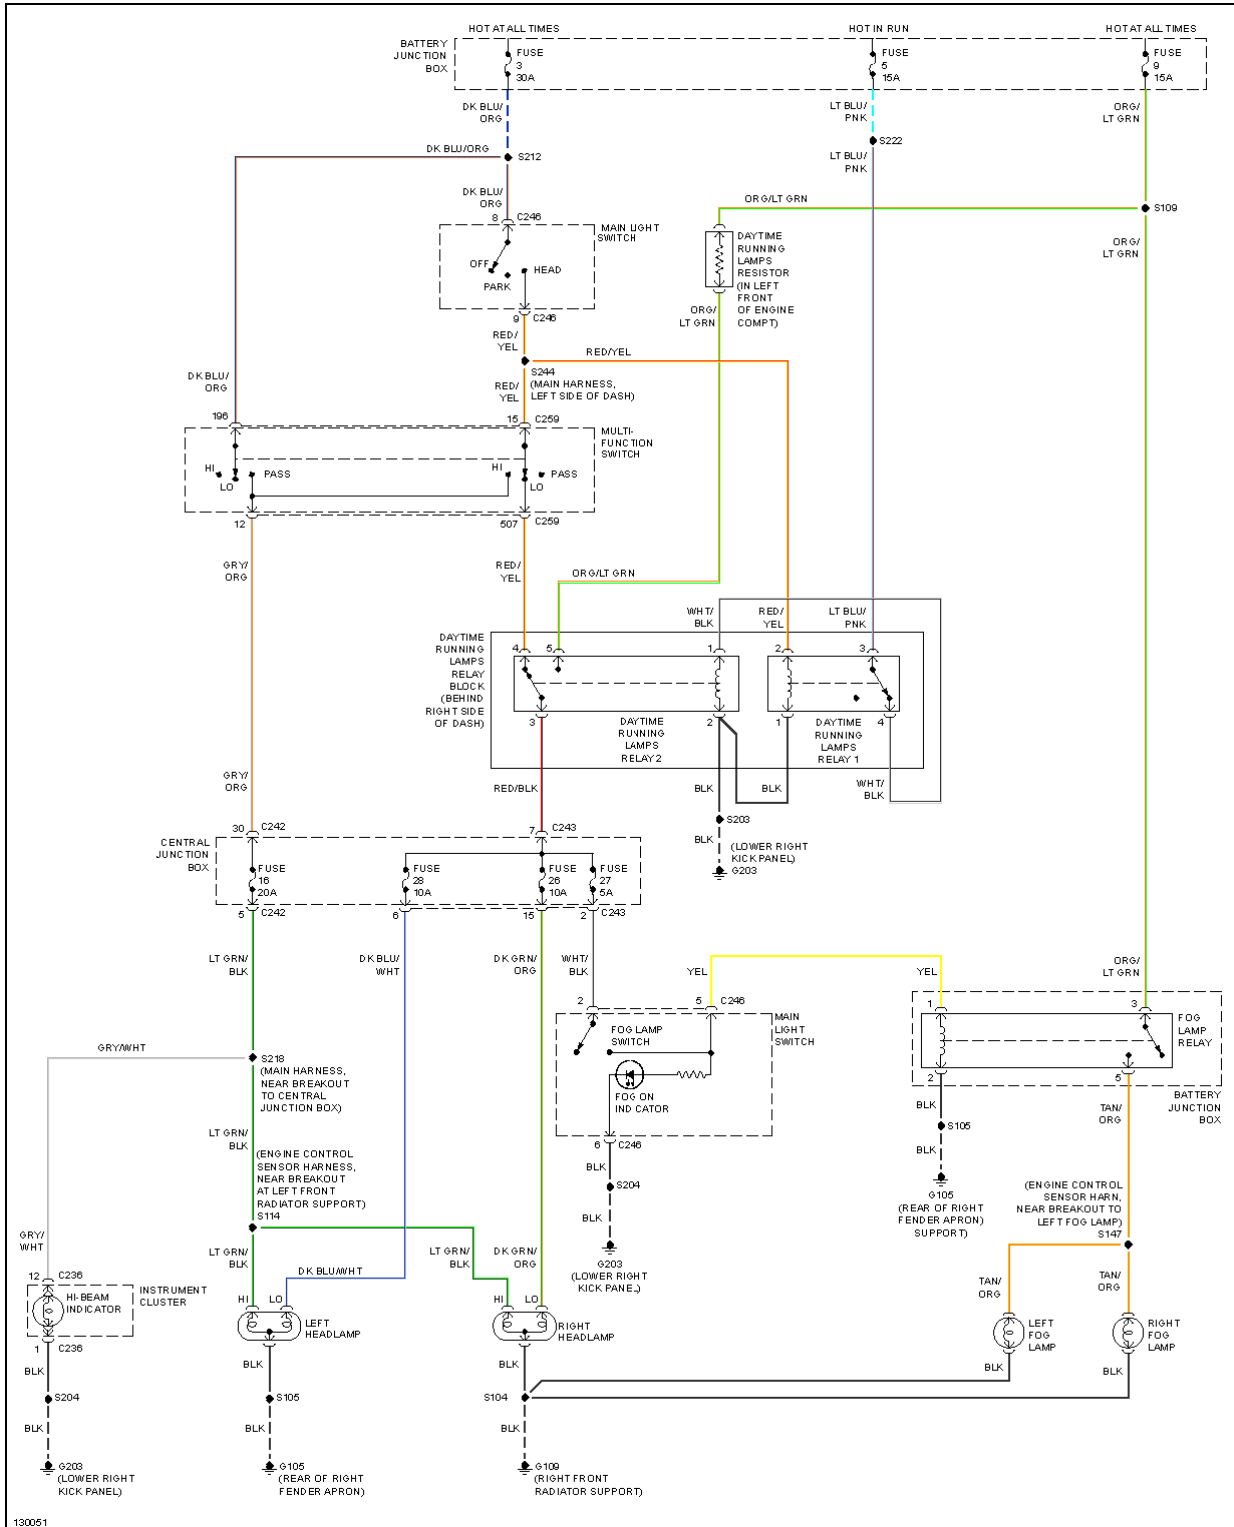 HOT AT ALL TIMES
HOT IN RUN
HOT AT ALL TIMES
BATTERY
JUNCTION
BOX
FUSE
3
30A
FUSE
5
15A
FUSE
9
15A
DK BLU/
ORG
LT BLU/
PNK
ORG/
LT GRN
DK BLU/ORG
S212
S222
LT BLU/
PNK
DK BLU/
ORG
ORG/LT GRN
S109
8
C246
MAIN LIGHT
SWITCH
OFF
PARK
HEAD
DAYTIME
RUNNING
LAMPS
RESISTOR
(IN LEFT
FRONT
OF ENGINE
COMPT)
ORG/
LT GRN
ORG/
LT GRN
9
C246
RED/
YEL
RED/YEL
S244
(MAIN HARNESS,
LEFT SIDE OF DASH)
DK BLU/
ORG
RED/
YEL
196
15
C259
MULTI-
FUNCTION
SWITCH
HI
LO
PASS
HI
LO
PASS
12
507
C259
GRY/
ORG
RED/
YEL
ORG/LT GRN
WHT/
BLK
RED/
YEL
LT BLU/
PNK
DAYTIME
RUNNING
LAMPS
RELAY
BLOCK
(BEHIND
RIGHT SIDE
OF DASH)
4
5
1
2
3
3
2
1
4
DAYTIME
RUNNING
LAMPS
RELAY 2
DAYTIME
RUNNING
LAMPS
RELAY 1
GRY/
ORG
RED/BLK
BLK
BLK
WHT/
BLK
S203
BLK
(LOWER RIGHT
KICK PANEL)
G203
30
C242
7
C243
CENTRAL
JUNCTION
BOX
FUSE
16
20A
FUSE
28
10A
FUSE
26
10A
FUSE
27
5A
5
C242
6
15
2
C243
LT GRN/
BLK
DK BLU/
WHT
DK GRN/
ORG
WHT/
BLK
YEL
YEL
ORG/
LT GRN
2
5
C246
MAIN
LIGHT
SWITCH
FOG LAMP
SWITCH
FOG ON
INDICATOR
1
3
FOG
LAMP
RELAY
2
5
BATTERY
JUNCTION
BOX
GRY/WHT
S218
(MAIN HARNESS,
NEAR BREAKOUT
TO CENTRAL
JUNCTION BOX)
LT GRN/
BLK
(ENGINE CONTROL
SENSOR HARNESS,
NEAR BREAKOUT
AT LEFT FRONT
RADIATOR SUPPORT)
S114
6
C246
BLK
S204
BLK
G203
(LOWER RIGHT
KICK PANEL)
BLK
S105
BLK
G105
(REAR OF RIGHT
FENDER APRON)
SUPPORT)
TAN/
ORG
(ENGINE CONTROL
SENSOR HARN,
NEAR BREAKOUT TO
LEFT FOG LAMP)
S147
GRY/
WHT
LT GRN/
BLK
DK BLU/WHT
LT GRN/
BLK
DK GRN/
ORG
TAN/
ORG
TAN/
ORG
12
C236
HI-BEAM
INDICATOR
INSTRUMENT
CLUSTER
1
C236
HI
LO
LEFT
HEADLAMP
HI
LO
RIGHT
HEADLAMP
LEFT
FOG
LAMP
RIGHT
FOG
LAMP
BLK
BLK
BLK
BLK
BLK
S204
S105
S104
BLK
BLK
BLK
G203
(LOWER RIGHT
KICK PANEL)
G105
(REAR OF RIGHT
FENDER APRON)
G109
(RIGHT FRONT
RADIATOR SUPPORT)
130051